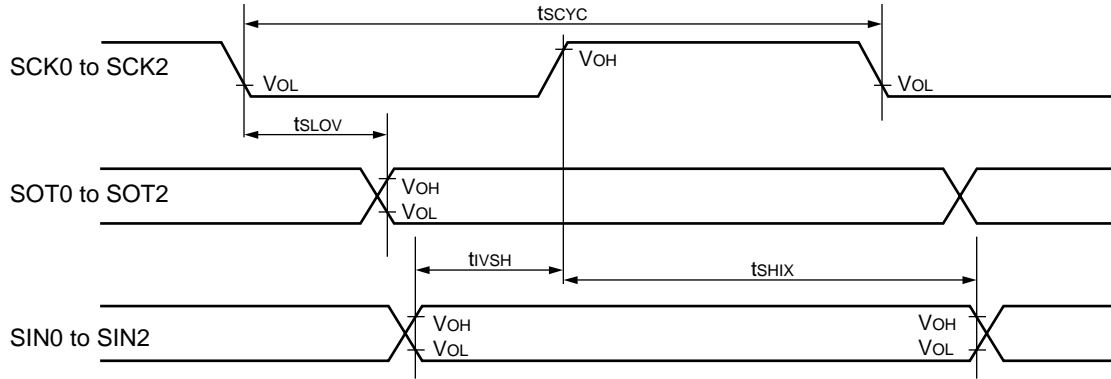 tSCYC
SCK0 to SCK2
VOH
VOL
VOL
tSLOV
SOT0 to SOT2
VOH
VOL
tIVSH
tSHIX
SIN0 to SIN2
VOH
VOH
VOL
VOL